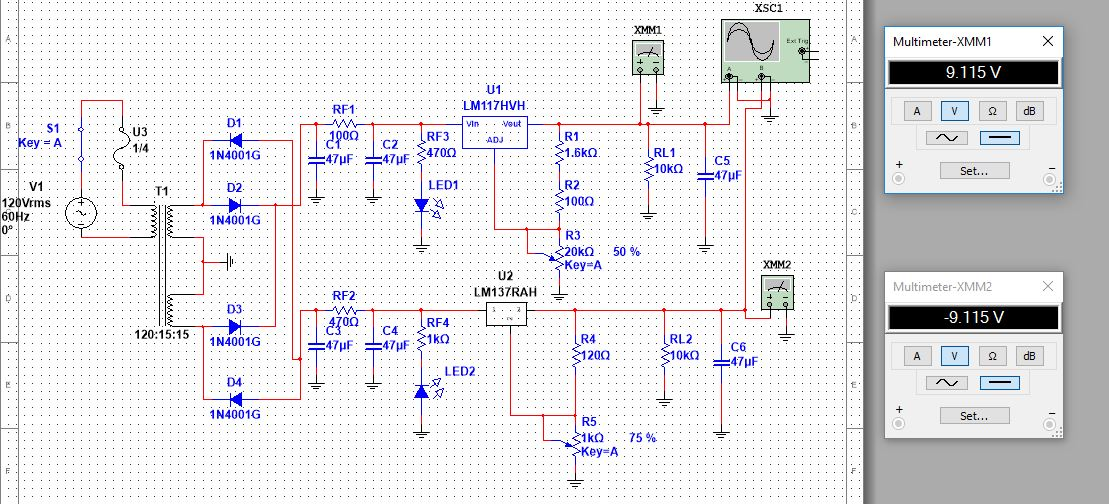 XSC1
Ext Trig
A
B
XMM1
U1
LM117HVH
Vin
Vout
ADJ
S1
Key = A
U3
1/4
V1
120Vrms
60Hz
0°
T1
120:15:15
D1
1N4001G
D2
1N4001G
D3
1N4001G
D4
1N4001G
RF1
100Ω
C1
47µF
C2
47µF
RF3
470Ω
LED1
R1
1.6kΩ
R2
100Ω
R3
20kΩ
Key=A
50 %
RL1
10kΩ
C5
47µF
XMM2
U2
LM137RAH
1
2
RF2
470Ω
C3
47µF
C4
47µF
RF4
1kΩ
LED2
R4
120Ω
R5
1kΩ
Key=A
75 %
RL2
10kΩ
C6
47µF
Multimeter-XMM1
9.115 V
A
V
Ω
dB
+
Set...
−
Multimeter-XMM2
-9.115 V
A
V
Ω
dB
+
Set...
−